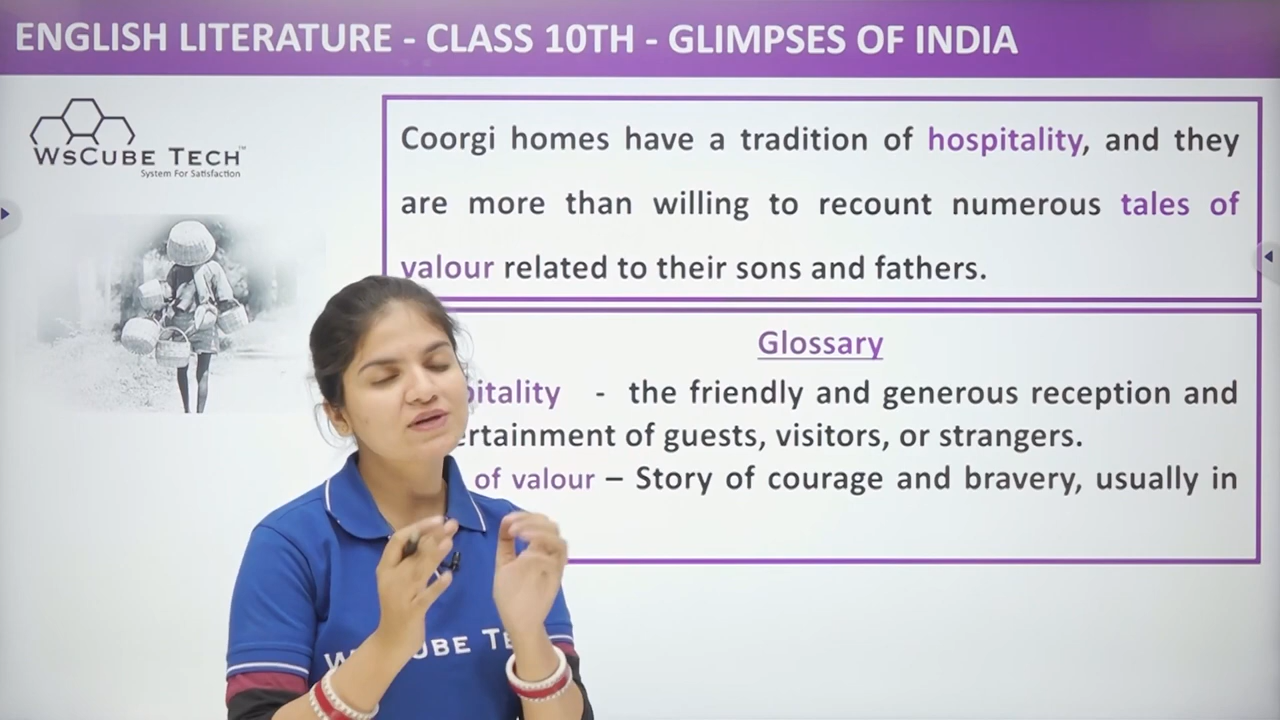 ENGLISH LITERATURE - CLASS 10TH - GLIMPSES OF INDIA
WSCUBE TECH™
System For Satisfaction
Coorgi homes have a tradition of hospitality, and they
are more than willing to recount numerous tales of
valour related to their sons and fathers.
Glossary
pitality - the friendly and generous reception and
ertainment of guests, visitors, or strangers.
of valour – Story of courage and bravery, usually in
WSCUBE TE